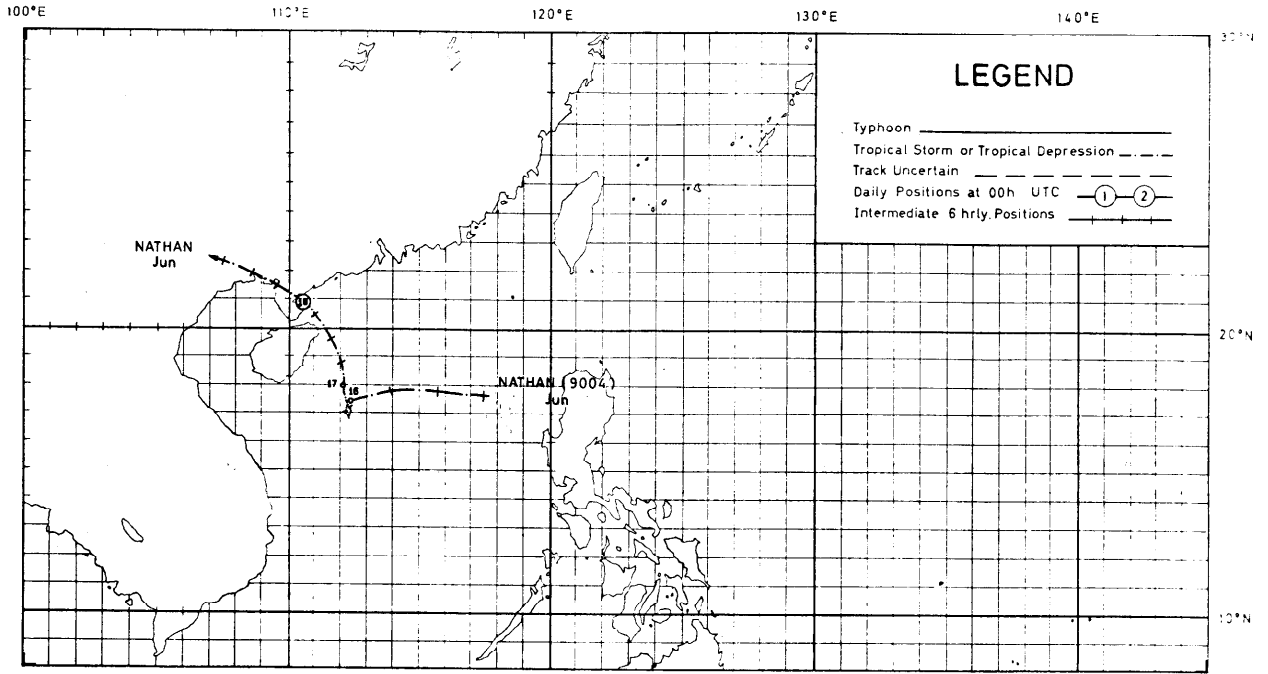 100°E 110°E 120°E 130°E 140°E
30°N
LEGEND
Typhoon
Tropical Storm or Tropical Depression
Track Uncertain
Daily Positions at 00h UTC 1 2
Intermediate 6 hrly. Positions
NATHAN
Jun
18
20°N
17 16
NATHAN (9004)
Jun
10°N